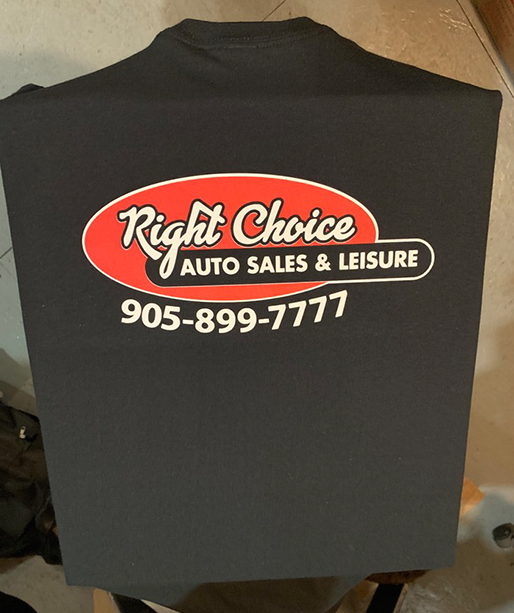 Right Choice
AUTO SALES & LEISURE
905-899-7777